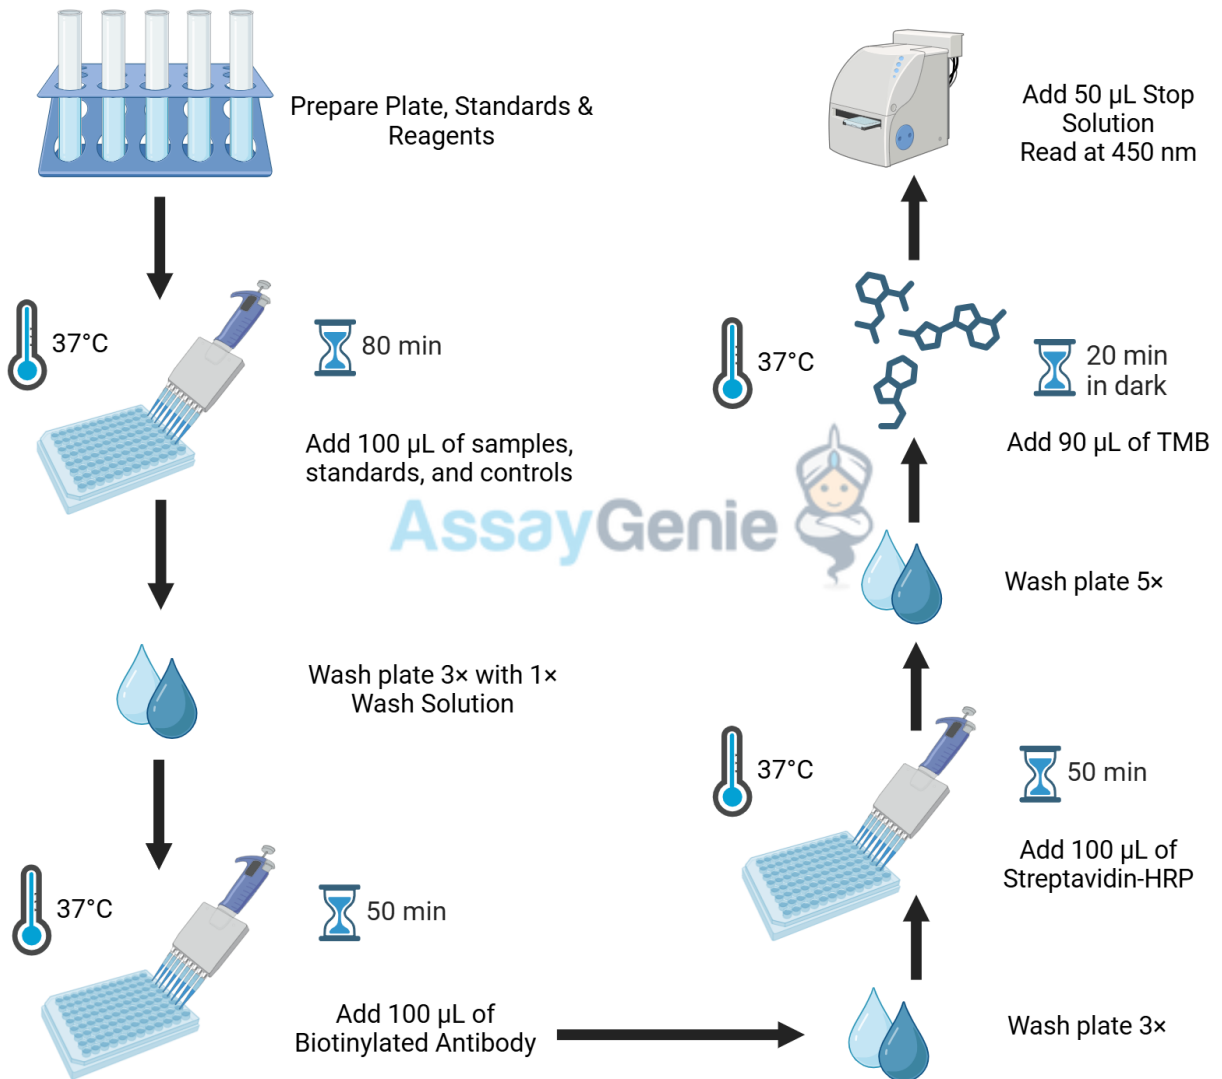 Prepare Plate, Standards &
Reagents
37°C
80 min
Add 100 µL of samples,
standards, and controls
Wash plate 3× with 1×
Wash Solution
37°C
50 min
Add 100 µL of
Biotinylated Antibody
Wash plate 3×
37°C
50 min
Add 100 µL of
Streptavidin-HRP
Wash plate 5×
37°C
20 min
in dark
Add 90 µL of TMB
Add 50 µL Stop
Solution
Read at 450 nm
AssayGenie